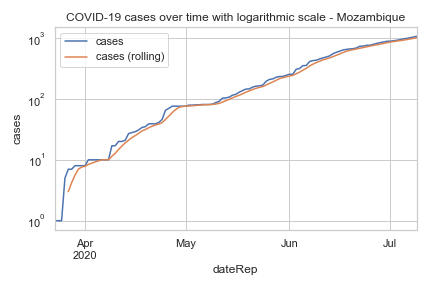 COVID-19 cases over time with logarithmic scale - Mozambique
cases
cases (rolling)
10³
10²
10¹
10⁰
cases
Apr
2020
May
Jun
Jul
dateRep